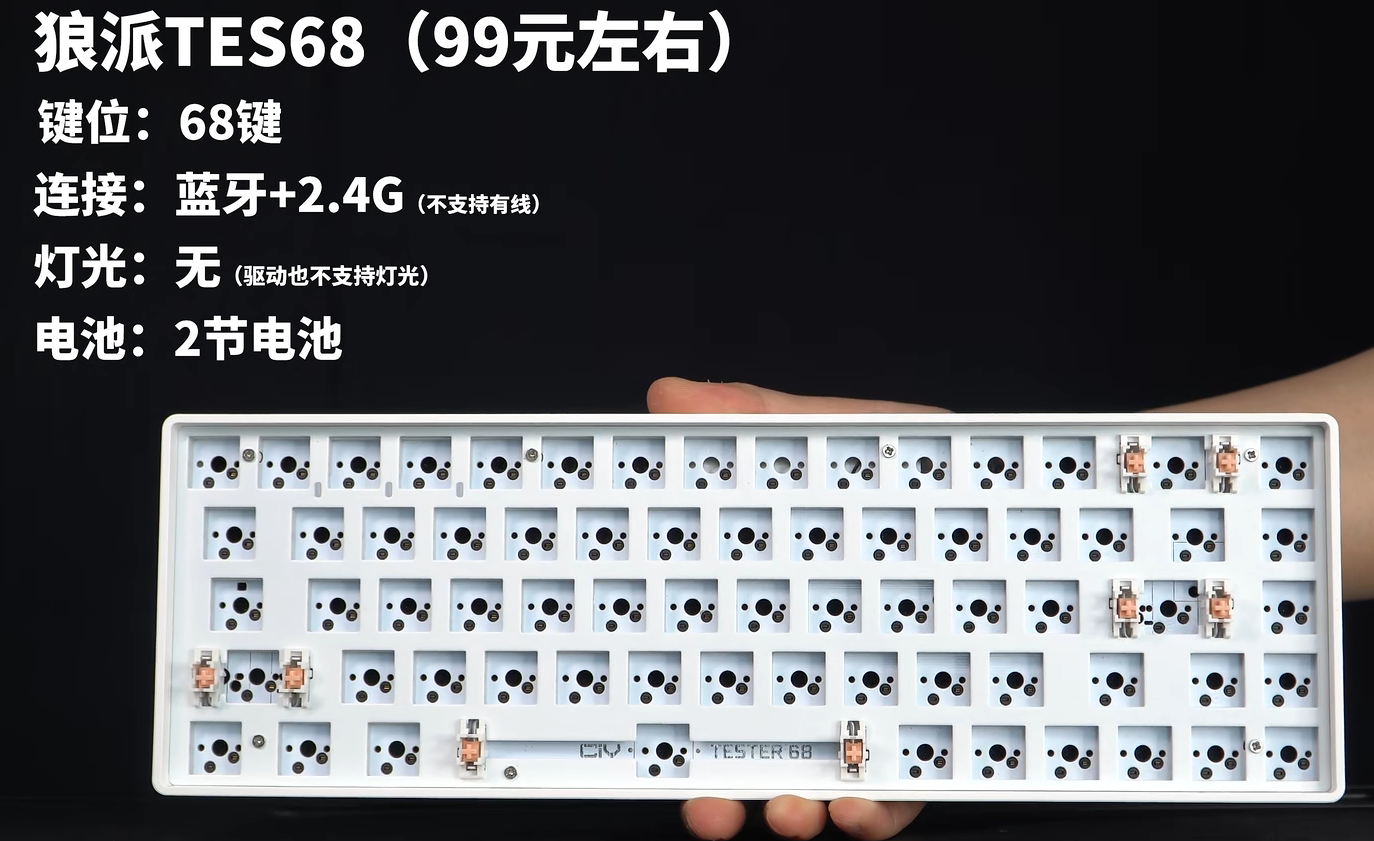 狼派TES68（99元左右）
键位：68键
连接：蓝牙+2.4G（不支持有线）
灯光：无（驱动也不支持灯光）
电池：2节电池
CIY TESTER 68